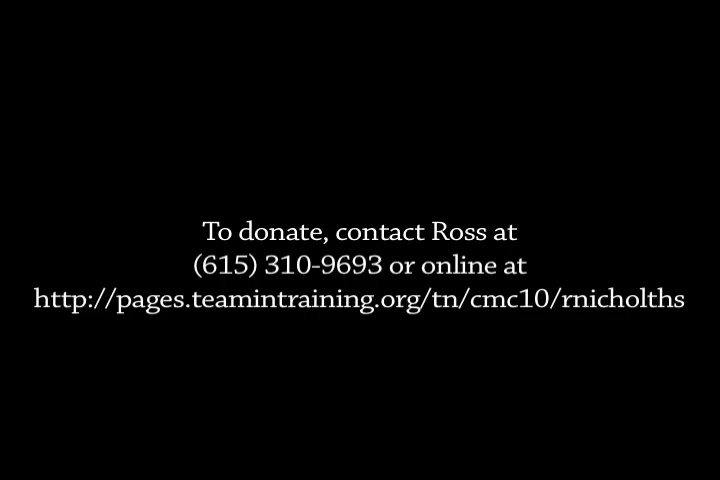 To donate, contact Ross at
(615) 310-9693 or online at
http://pages.teamintraining.org/tn/cmc10/rnicholths